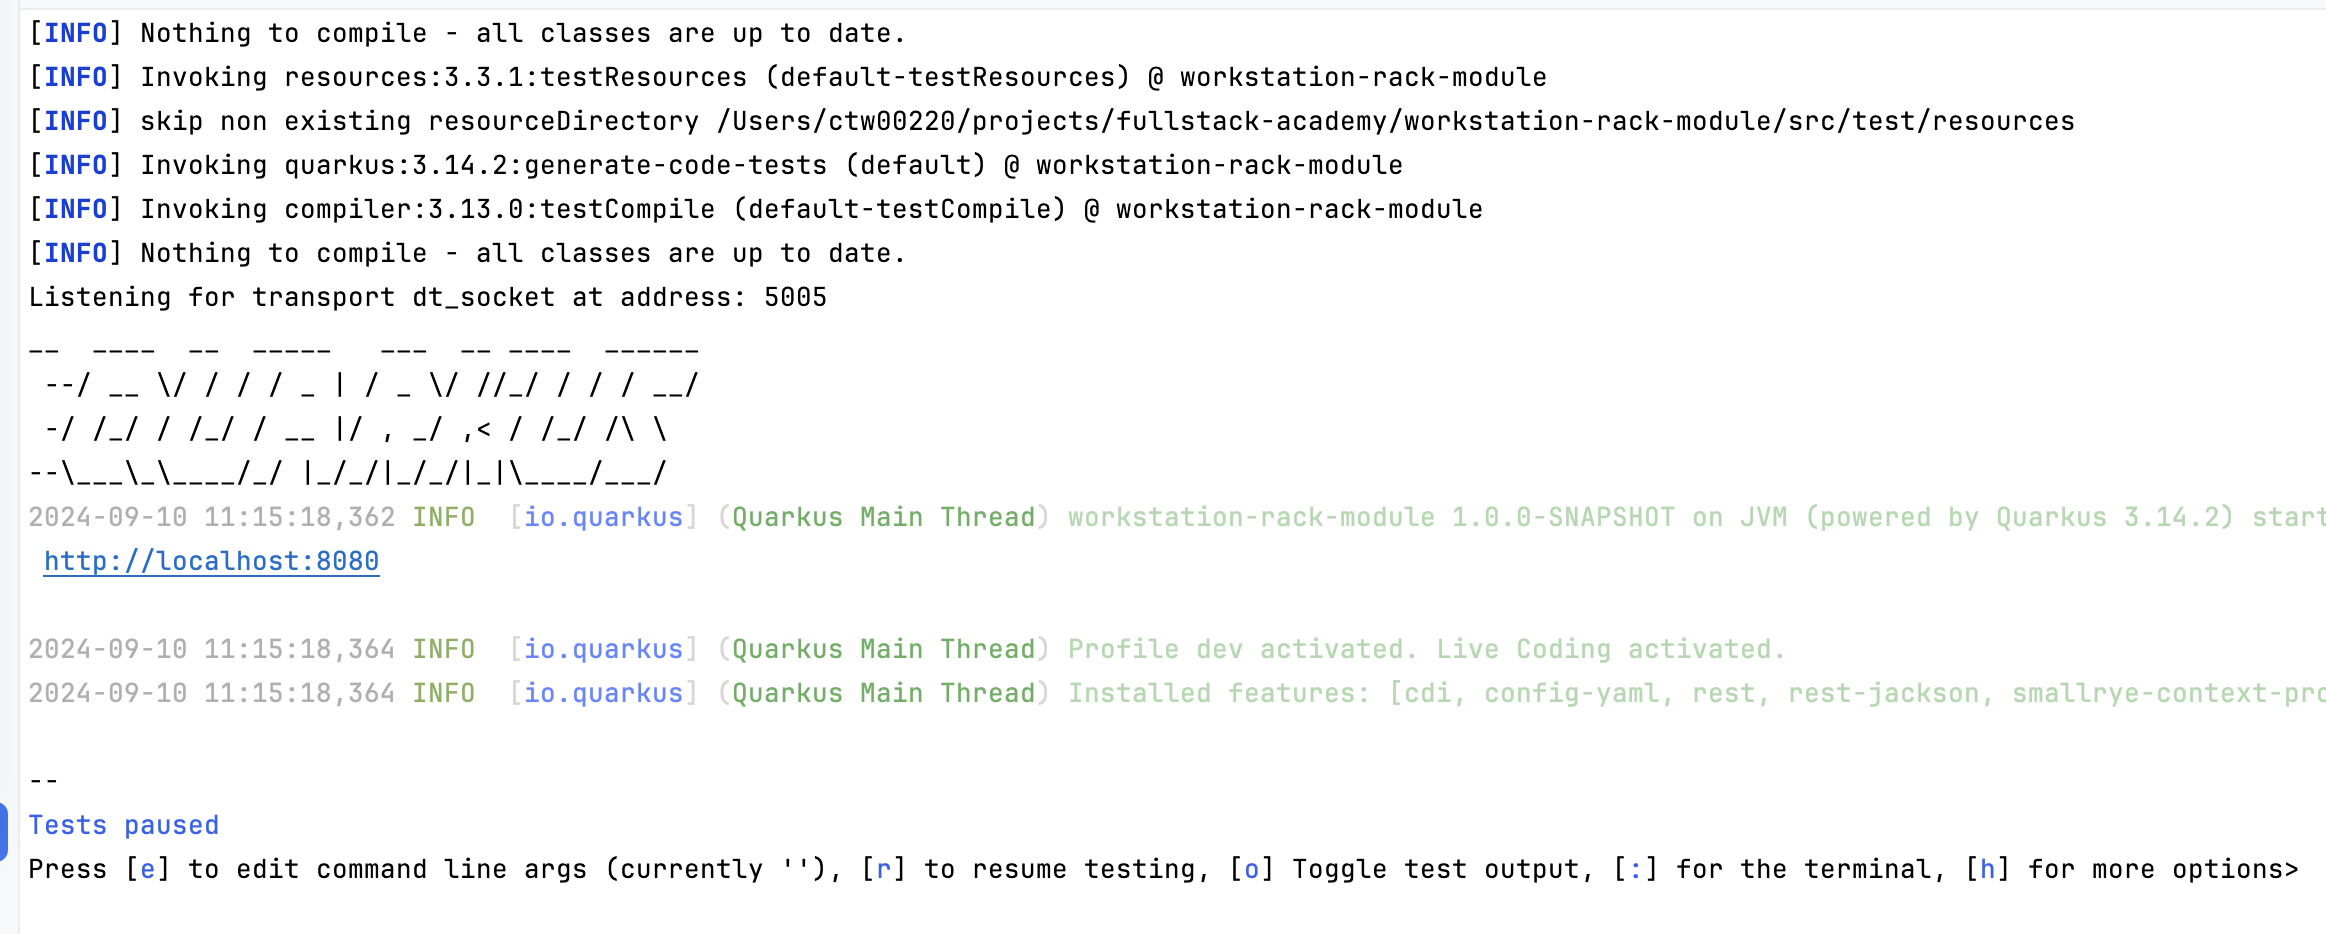 [INFO] Nothing to compile - all classes are up to date.
[INFO] Invoking resources:3.3.1:testResources (default-testResources) @ workstation-rack-module
[INFO] skip non existing resourceDirectory /Users/ctw00220/projects/fullstack-academy/workstation-rack-module/src/test/resources
[INFO] Invoking quarkus:3.14.2:generate-code-tests (default) @ workstation-rack-module
[INFO] Invoking compiler:3.13.0:testCompile (default-testCompile) @ workstation-rack-module
[INFO] Nothing to compile - all classes are up to date.
Listening for transport dt_socket at address: 5005
__  ____  __  _____   ___  __ ____  ______
 --/ __ \/ / / / _ | / _ \/ //_/ / / / __/
 -/ /_/ / /_/ / __ |/ , _/ ,< / /_/ /\ \
--\___\_\____/_/ |_/_/|_/_/|_|\____/___/
2024-09-10 11:15:18,362 INFO  [io.quarkus] (Quarkus Main Thread) workstation-rack-module 1.0.0-SNAPSHOT on JVM (powered by Quarkus 3.14.2) start
http://localhost:8080
2024-09-10 11:15:18,364 INFO  [io.quarkus] (Quarkus Main Thread) Profile dev activated. Live Coding activated.
2024-09-10 11:15:18,364 INFO  [io.quarkus] (Quarkus Main Thread) Installed features: [cdi, config-yaml, rest, rest-jackson, smallrye-context-pro
--
Tests paused
Press [e] to edit command line args (currently ''), [r] to resume testing, [o] Toggle test output, [:] for the terminal, [h] for more options>